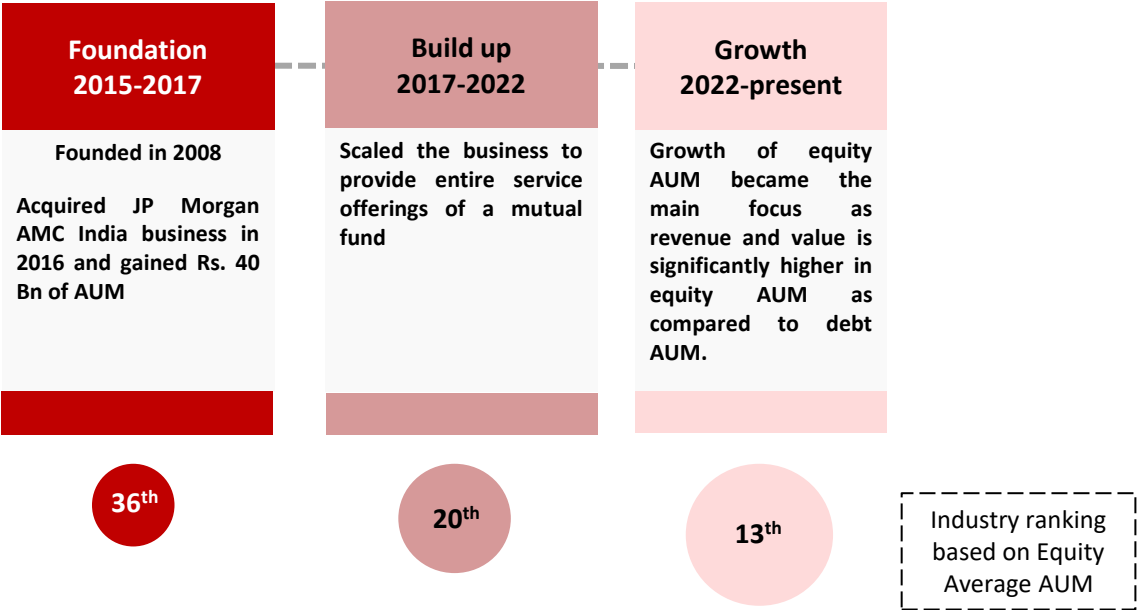 Foundation
2015-2017
Founded in 2008
Acquired JP Morgan
AMC India business in
2016 and gained Rs. 40
Bn of AUM
36th
Build up
2017-2022
Scaled the business to
provide entire service
offerings of a mutual
fund
20th
Growth
2022-present
Growth of equity
AUM became the
main focus as
revenue and value is
significantly higher in
equity AUM as
compared to debt
AUM.
13th
Industry ranking
based on Equity
Average AUM